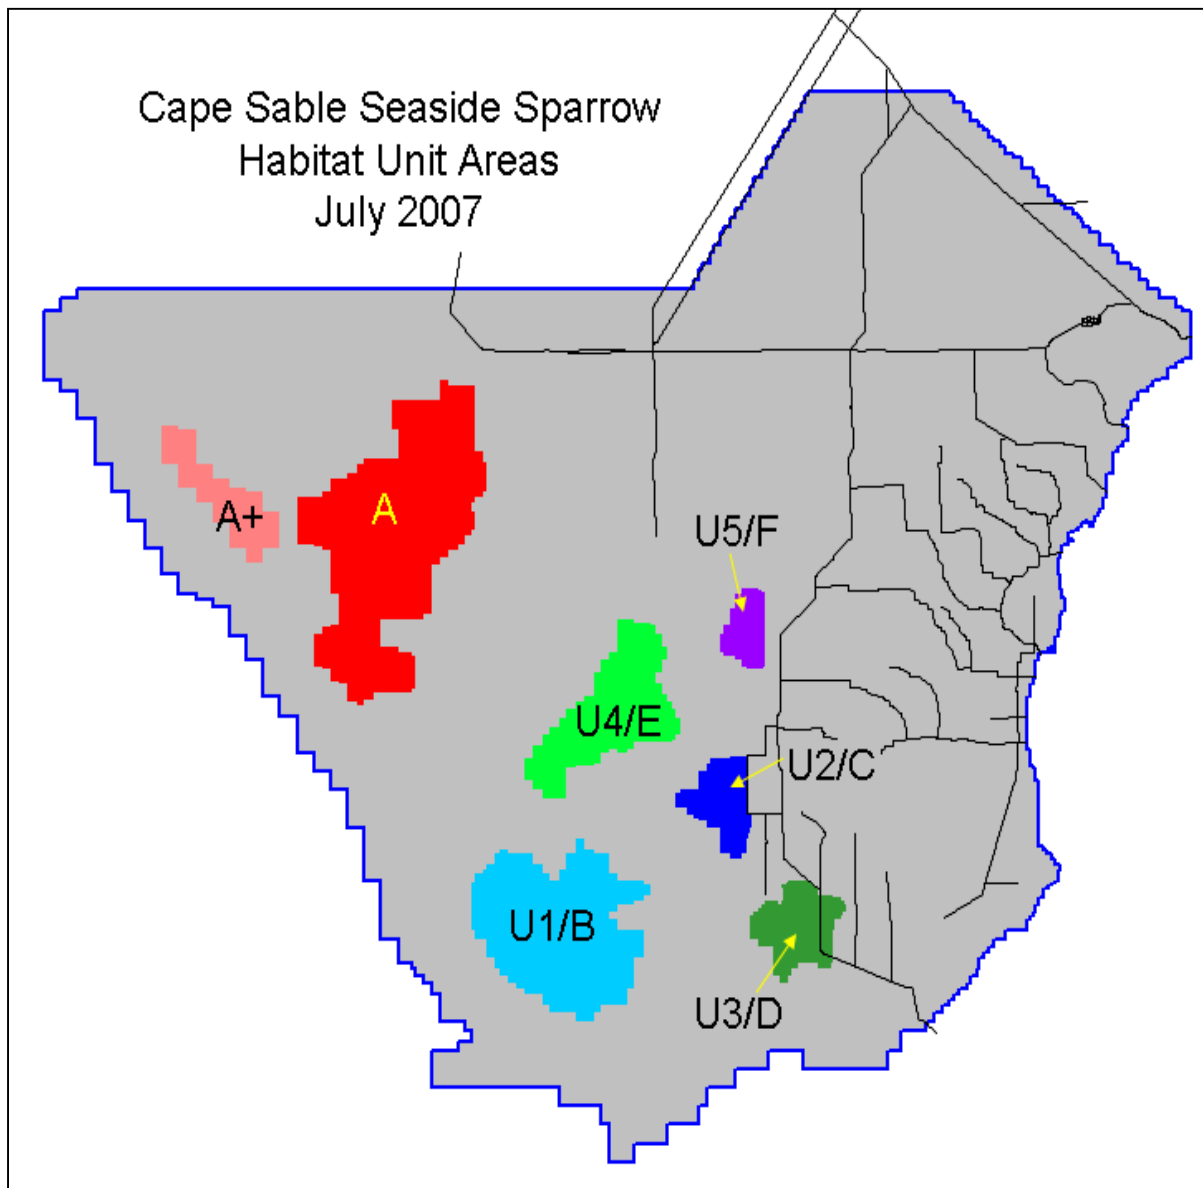 Cape Sable Seaside Sparrow
Habitat Unit Areas
July 2007
A+
A
U5/F
U4/E
U2/C
U1/B
U3/D